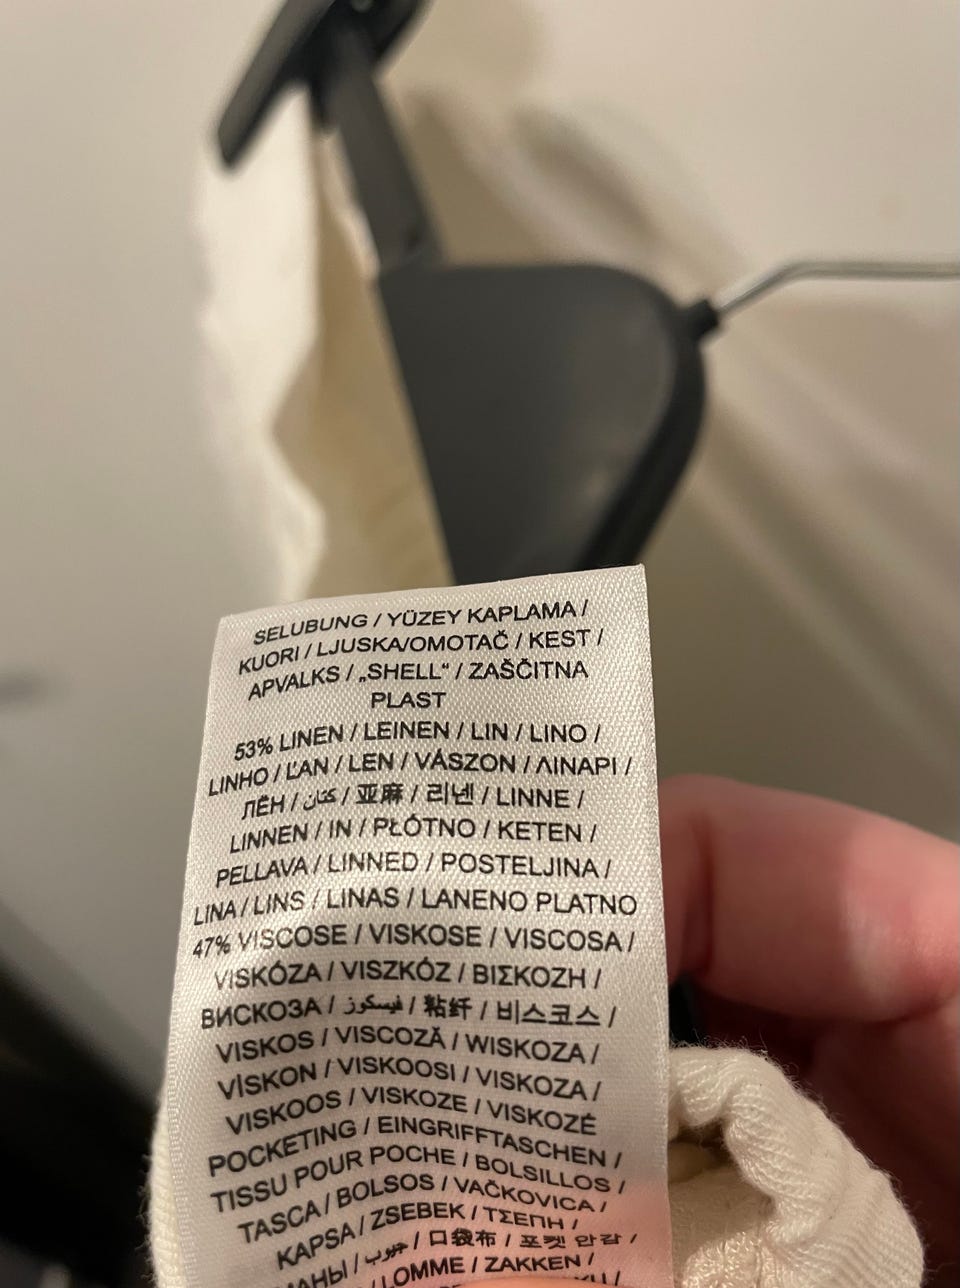 SELUBUNG / YÜZEY KAPLAMA /
KUORI / LJUSKA/OMOTAČ / KEST /
APVALKS / „SHELL“ / ZAŠČITNA
PLAST
53% LINEN / LEINEN / LIN / LINO /
LINHO / ĽAN / LEN / VÁSZON / ΛΙΝΑΡΙ /
ЛЁН / كتان / 亚麻 / 리넨 / LINNE /
LINNEN / IN / PŁÓTNO / KETEN /
PELLAVA / LINNED / POSTELJINA /
LINA / LINS / LINAS / LANENO PLATNO
47% VISCOSE / VISKOSE / VISCOSA /
VISKÓZA / VISZKÓZ / ΒΙΣΚΟΖΗ /
ВИСКОЗА / فيسكوز / 粘纤 / 비스코스 /
VISKOS / VISCOZĂ / WISKOZA /
VİSKON / VISKOOSI / VISKOZA /
VISKOOS / VISKOZE / VISKOZĖ
POCKETING / EINGRIFFTASCHEN /
TISSU POUR POCHE / BOLSILLOS /
TASCA / BOLSOS / VAČKOVICA /
KAPSA / ZSEBEK / ΤΣΕΠΗ /
جيوب / 口袋布 / 포켓 안감 /
LOMME / ZAKKEN /